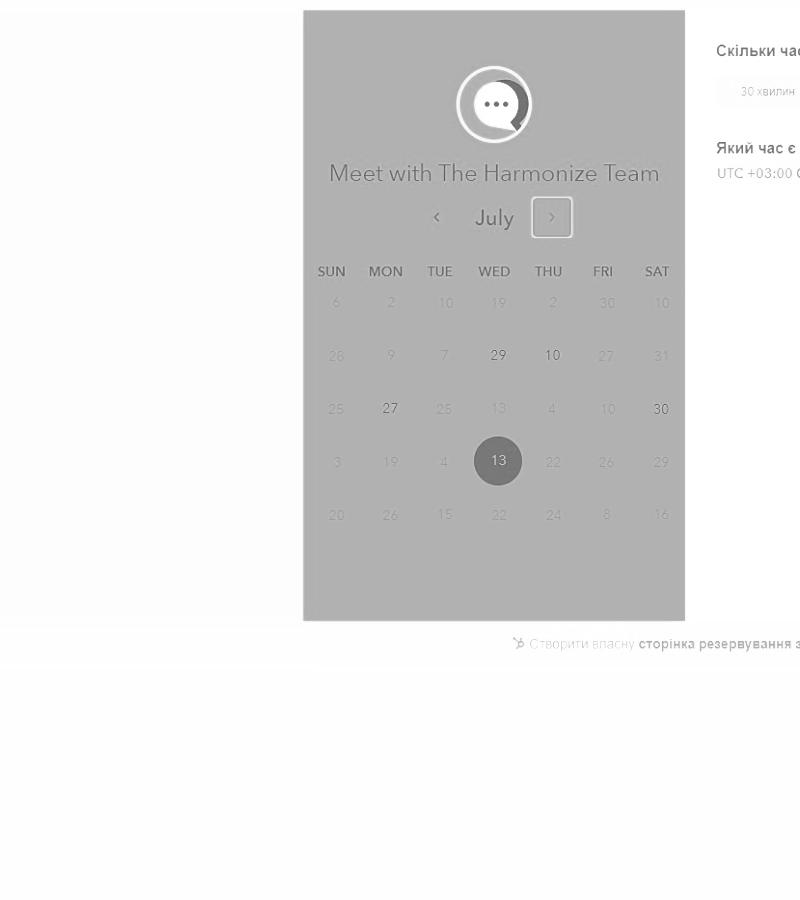 Meet with The Harmonize Team
July
SUN MON TUE WED THU FRI SAT
6 2 10 19 2 30 10
28 9 7 29 10 27 31
25 27 25 13 4 10 30
3 19 4 13 22 26 29
20 26 15 22 24 8 16
Скільки
30 хвилин
Який час є
UTC +03:00
Створити власну сторінка резервування